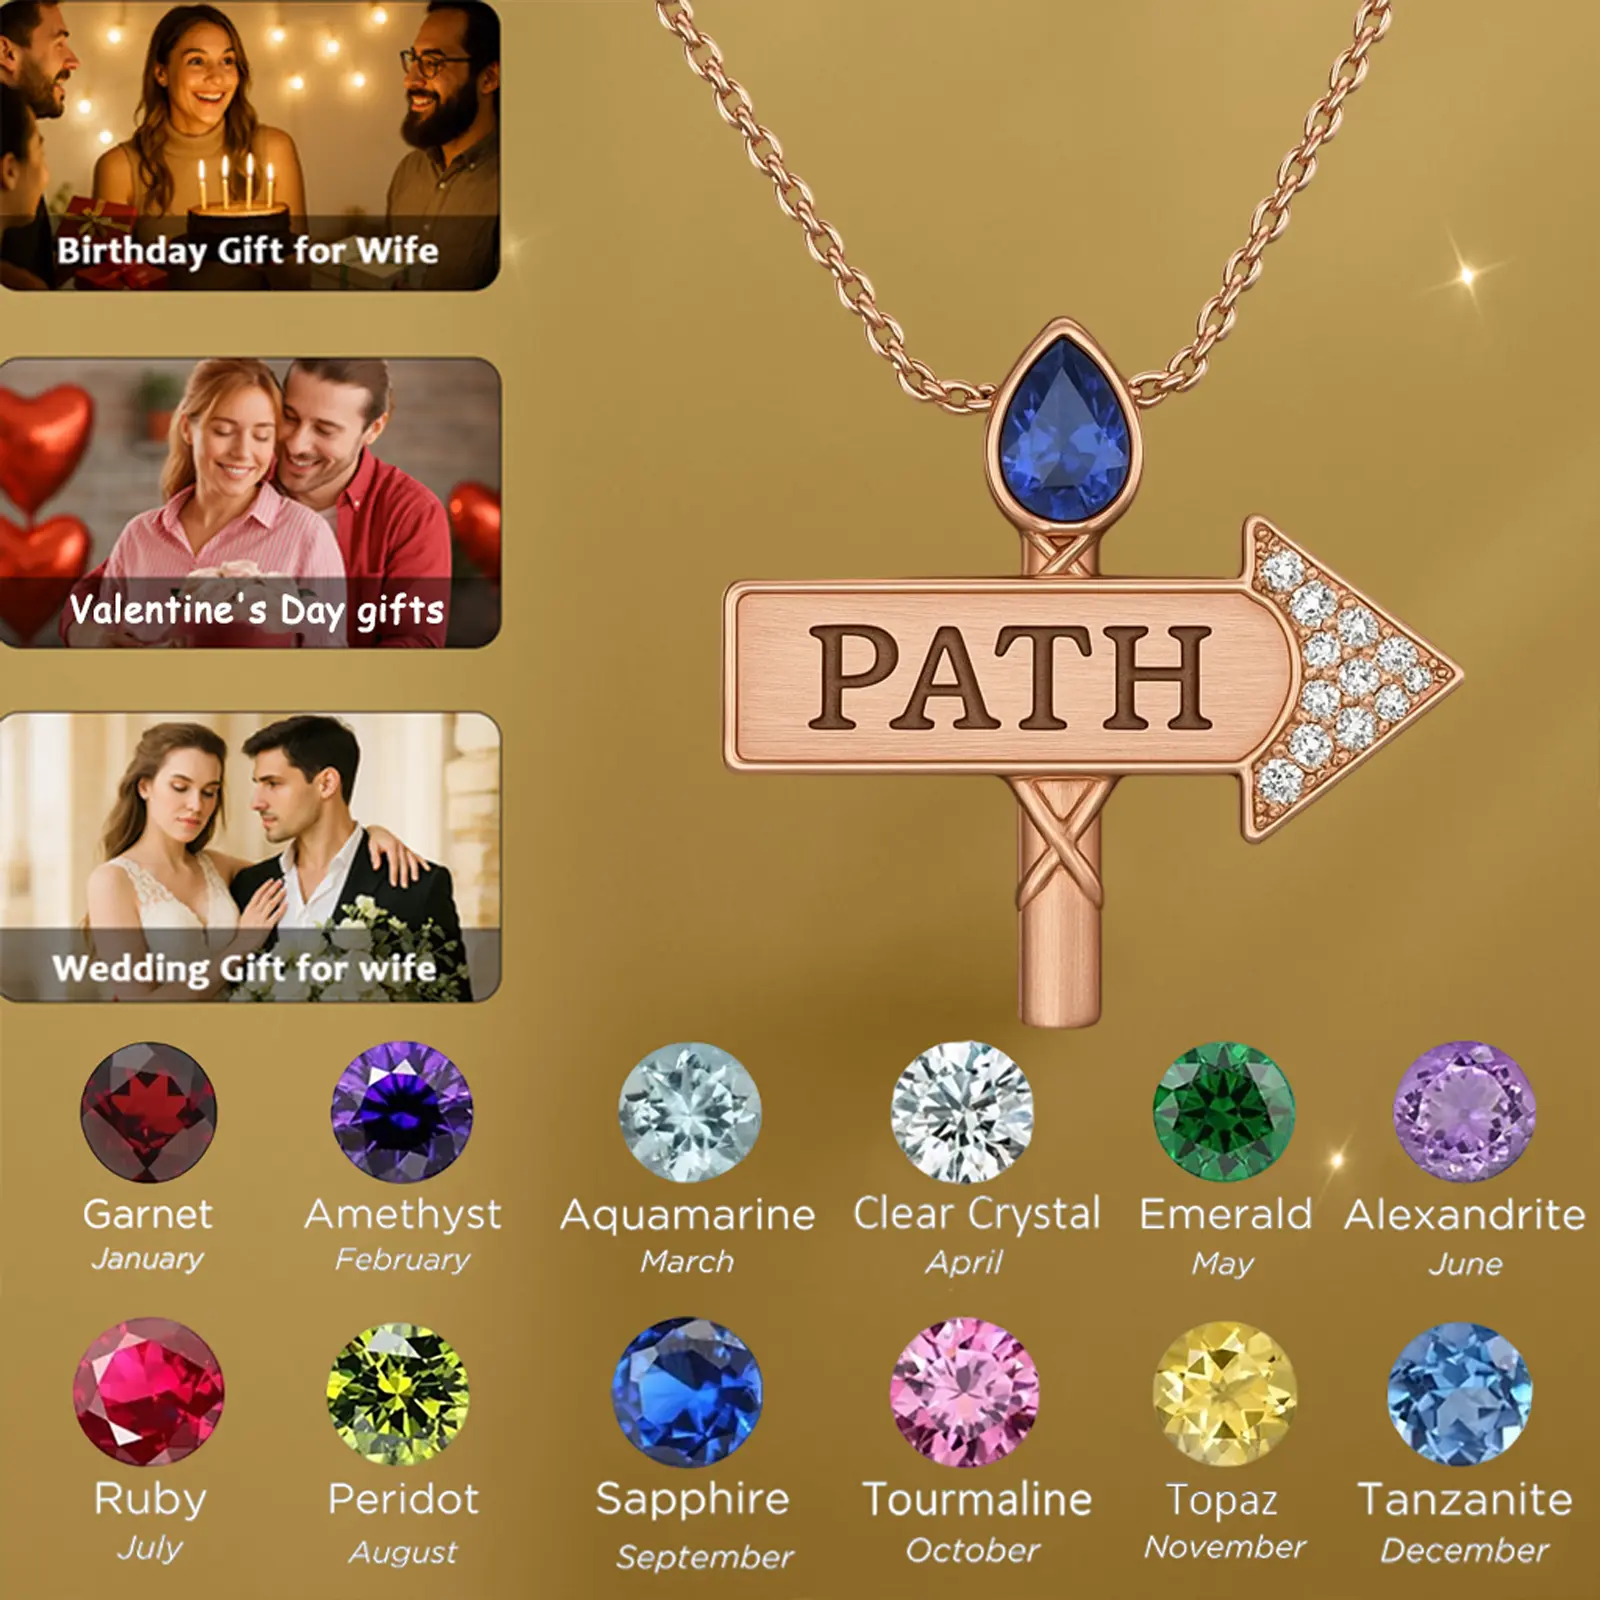 Birthday Gift for Wife
Valentine's Day gifts
Wedding Gift for wife
PATH
Garnet
January
Amethyst
February
Aquamarine
March
Clear Crystal
April
Emerald
May
Alexandrite
June
Ruby
July
Peridot
August
Sapphire
September
Tourmaline
October
Topaz
November
Tanzanite
December